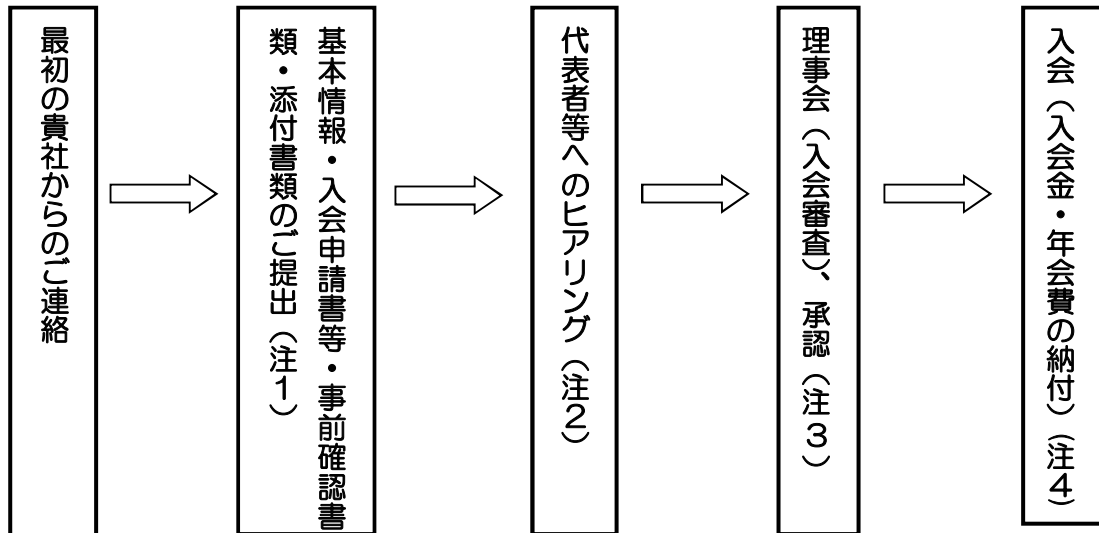 最初の貴社からのご連絡
基本情報・入会申請書等・事前確認書
類・添付書類のご提出（注１）
代表者等へのヒアリング（注２）
理事会（入会審査）、承認（注３）
入会（入会金・年会費の納付）（注４）